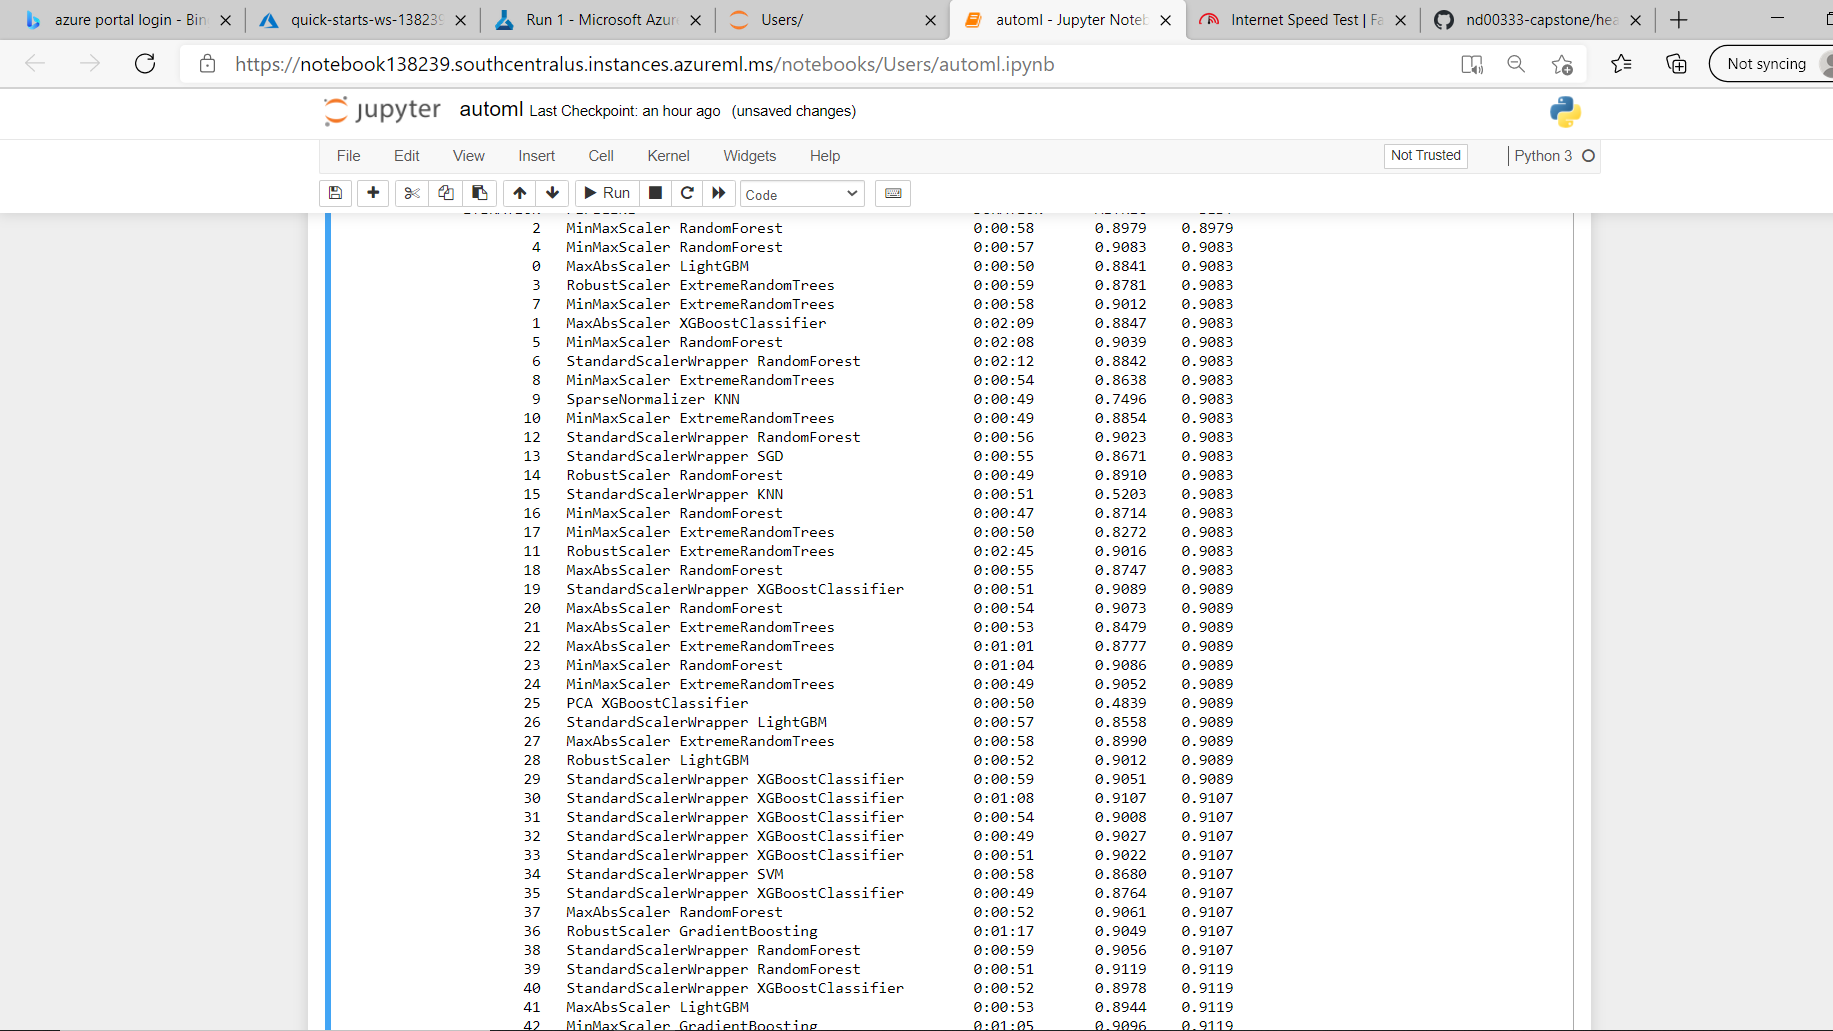 azure portal login - Bin
quick-starts-ws-138239
Run 1 - Microsoft Azure
Users/
automl - Jupyter Noteb
Internet Speed Test | Fa
nd00333-capstone/hea
https://notebook138239.southcentralus.instances.azureml.ms/notebooks/Users/automl.ipynb
Not syncing
jupyter automl Last Checkpoint: an hour ago (unsaved changes)
File Edit View Insert Cell Kernel Widgets Help Not Trusted Python 3
Run Code
2 MinMaxScaler RandomForest 0:00:58 0.8979 0.8979
4 MinMaxScaler RandomForest 0:00:57 0.9083 0.9083
0 MaxAbsScaler LightGBM 0:00:50 0.8841 0.9083
3 RobustScaler ExtremeRandomTrees 0:00:59 0.8781 0.9083
7 MinMaxScaler ExtremeRandomTrees 0:00:58 0.9012 0.9083
1 MaxAbsScaler XGBoostClassifier 0:02:09 0.8847 0.9083
5 MinMaxScaler RandomForest 0:02:08 0.9039 0.9083
6 StandardScalerWrapper RandomForest 0:02:12 0.8842 0.9083
8 MinMaxScaler ExtremeRandomTrees 0:00:54 0.8638 0.9083
9 SparseNormalizer KNN 0:00:49 0.7496 0.9083
10 MinMaxScaler ExtremeRandomTrees 0:00:49 0.8854 0.9083
12 StandardScalerWrapper RandomForest 0:00:56 0.9023 0.9083
13 StandardScalerWrapper SGD 0:00:55 0.8671 0.9083
14 RobustScaler RandomForest 0:00:49 0.8910 0.9083
15 StandardScalerWrapper KNN 0:00:51 0.5203 0.9083
16 MinMaxScaler RandomForest 0:00:47 0.8714 0.9083
17 MinMaxScaler ExtremeRandomTrees 0:00:50 0.8272 0.9083
11 RobustScaler ExtremeRandomTrees 0:02:45 0.9016 0.9083
18 MaxAbsScaler RandomForest 0:00:55 0.8747 0.9083
19 StandardScalerWrapper XGBoostClassifier 0:00:51 0.9089 0.9089
20 MaxAbsScaler RandomForest 0:00:54 0.9073 0.9089
21 MaxAbsScaler ExtremeRandomTrees 0:00:53 0.8479 0.9089
22 MaxAbsScaler ExtremeRandomTrees 0:01:01 0.8777 0.9089
23 MinMaxScaler RandomForest 0:01:04 0.9086 0.9089
24 MinMaxScaler ExtremeRandomTrees 0:00:49 0.9052 0.9089
25 PCA XGBoostClassifier 0:00:50 0.4839 0.9089
26 StandardScalerWrapper LightGBM 0:00:57 0.8558 0.9089
27 MaxAbsScaler ExtremeRandomTrees 0:00:58 0.8990 0.9089
28 RobustScaler LightGBM 0:00:52 0.9012 0.9089
29 StandardScalerWrapper XGBoostClassifier 0:00:59 0.9051 0.9089
30 StandardScalerWrapper XGBoostClassifier 0:01:08 0.9107 0.9107
31 StandardScalerWrapper XGBoostClassifier 0:00:54 0.9008 0.9107
32 StandardScalerWrapper XGBoostClassifier 0:00:49 0.9027 0.9107
33 StandardScalerWrapper XGBoostClassifier 0:00:51 0.9022 0.9107
34 StandardScalerWrapper SVM 0:00:58 0.8680 0.9107
35 StandardScalerWrapper XGBoostClassifier 0:00:49 0.8764 0.9107
37 MaxAbsScaler RandomForest 0:00:52 0.9061 0.9107
36 RobustScaler GradientBoosting 0:01:17 0.9049 0.9107
38 StandardScalerWrapper RandomForest 0:00:59 0.9056 0.9107
39 StandardScalerWrapper RandomForest 0:00:51 0.9119 0.9119
40 StandardScalerWrapper XGBoostClassifier 0:00:52 0.8978 0.9119
41 MaxAbsScaler LightGBM 0:00:53 0.8944 0.9119
42 MinMaxScaler GradientBoosting 0:01:05 0.9096 0.9119